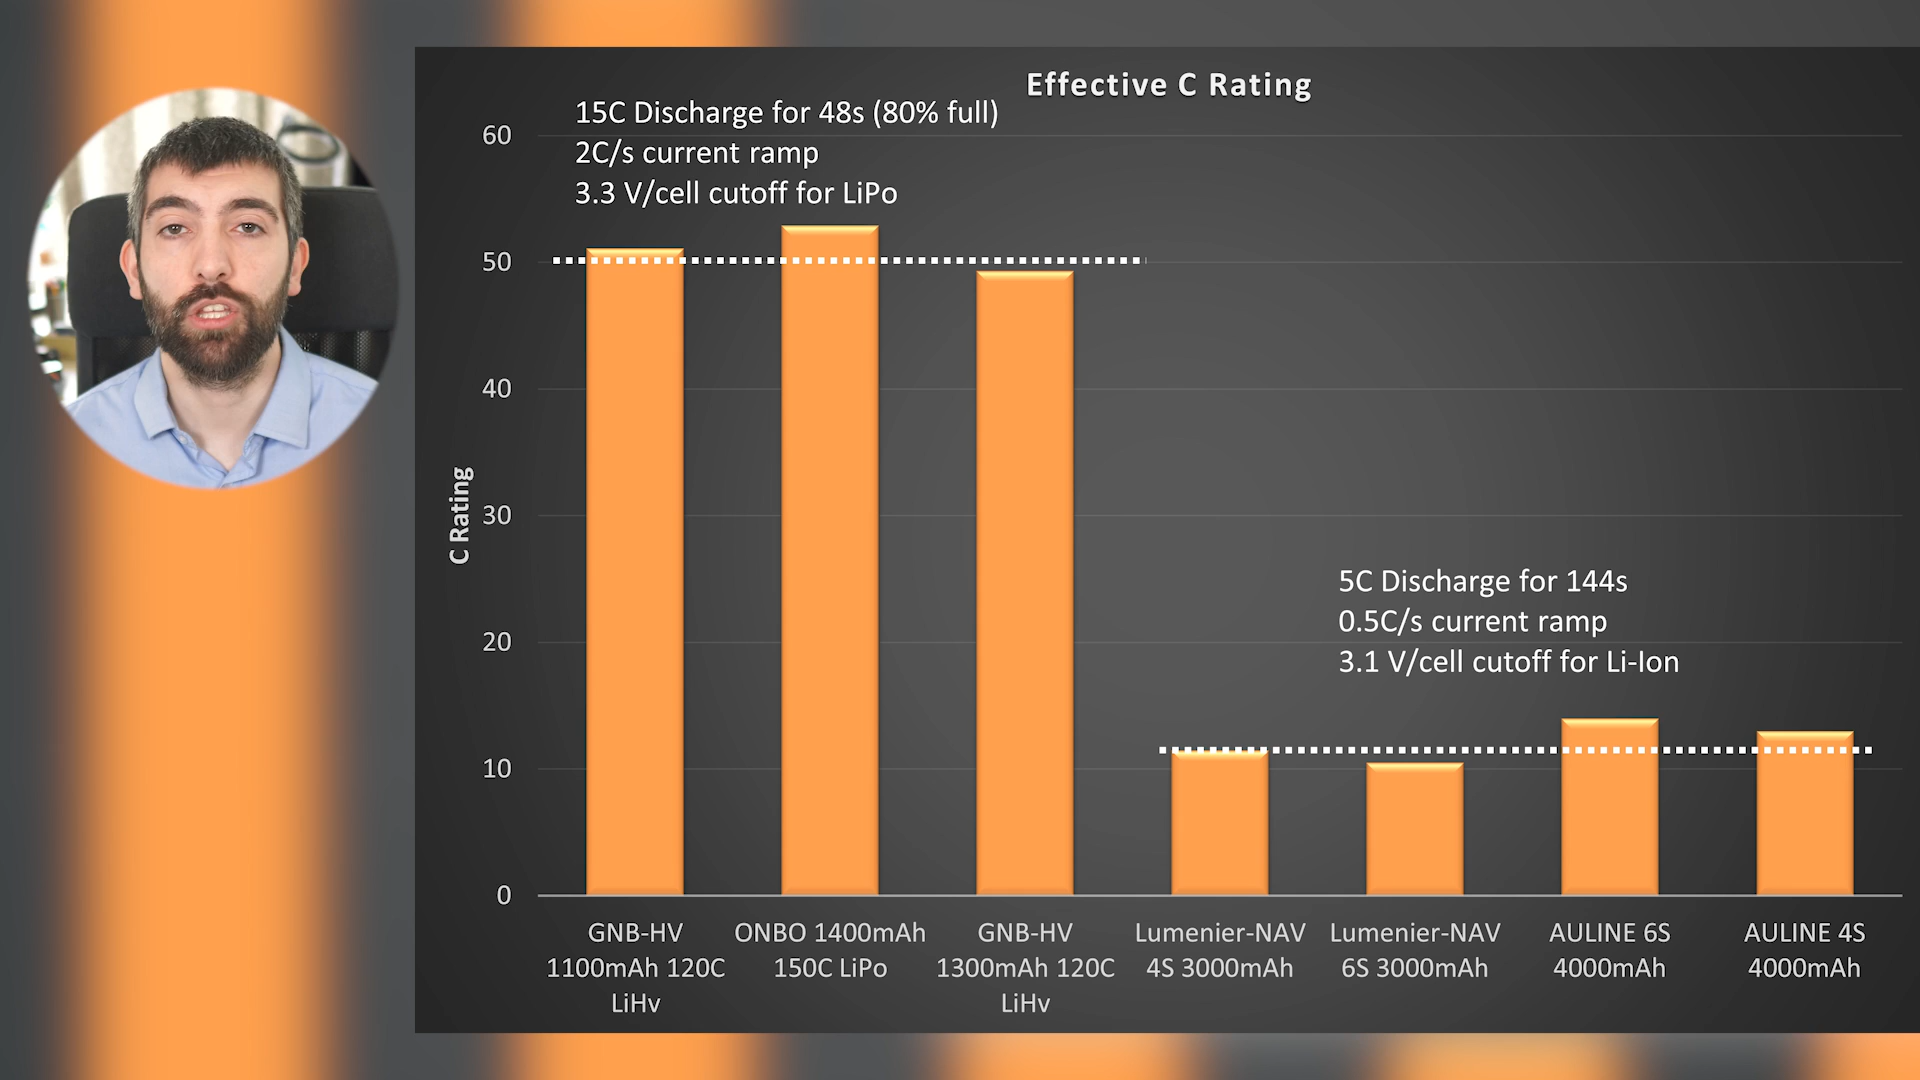 Effective C Rating
15C Discharge for 48s (80% full)
2C/s current ramp
3.3 V/cell cutoff for LiPo
60
50
40
30
20
10
0
C Rating
5C Discharge for 144s
0.5C/s current ramp
3.1 V/cell cutoff for Li-Ion
GNB-HV
1100mAh 120C
LiHv
ONBO 1400mAh
150C LiPo
GNB-HV
1300mAh 120C
LiHv
Lumenier-NAV
4S 3000mAh
Lumenier-NAV
6S 3000mAh
AULINE 6S
4000mAh
AULINE 4S
4000mAh